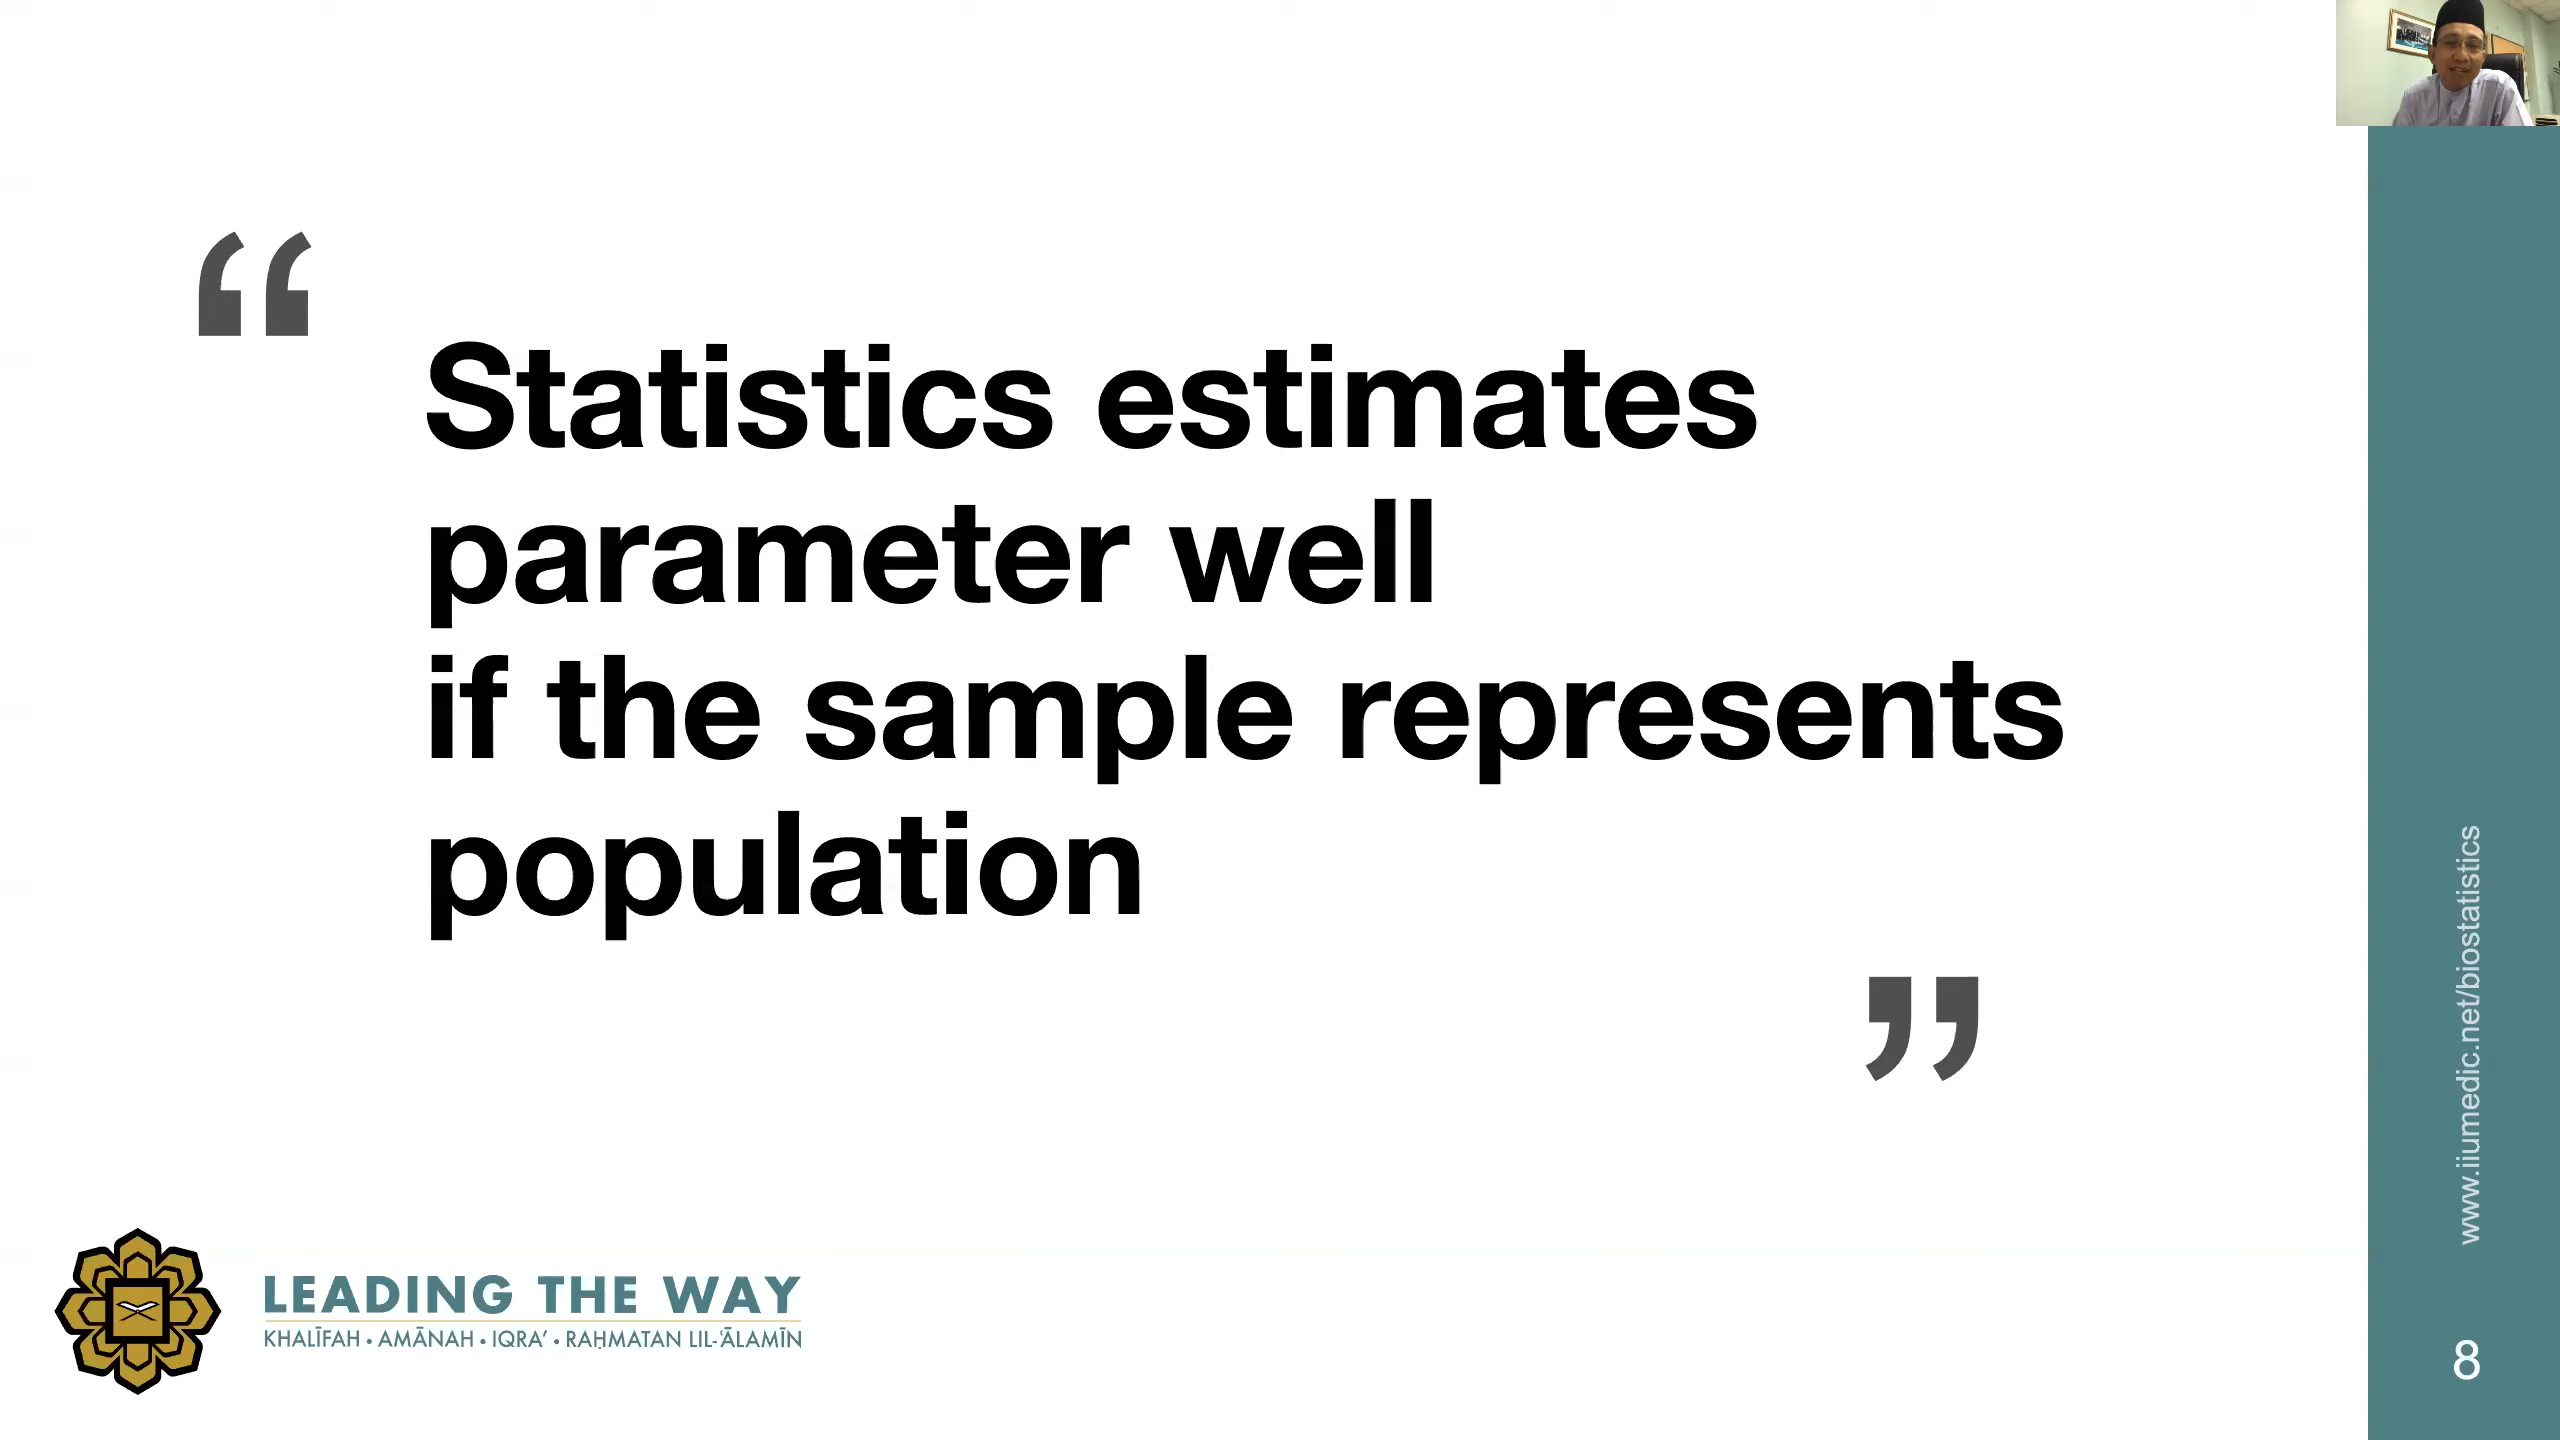 “
Statistics estimates
parameter well
if the sample represents
population
”
www.iiumedic.net/biostatistics
LEADING THE WAY
KHALĪFAH • AMĀNAH • IQRA’ • RAḤMATAN LIL-‘ĀLAMĪN
8